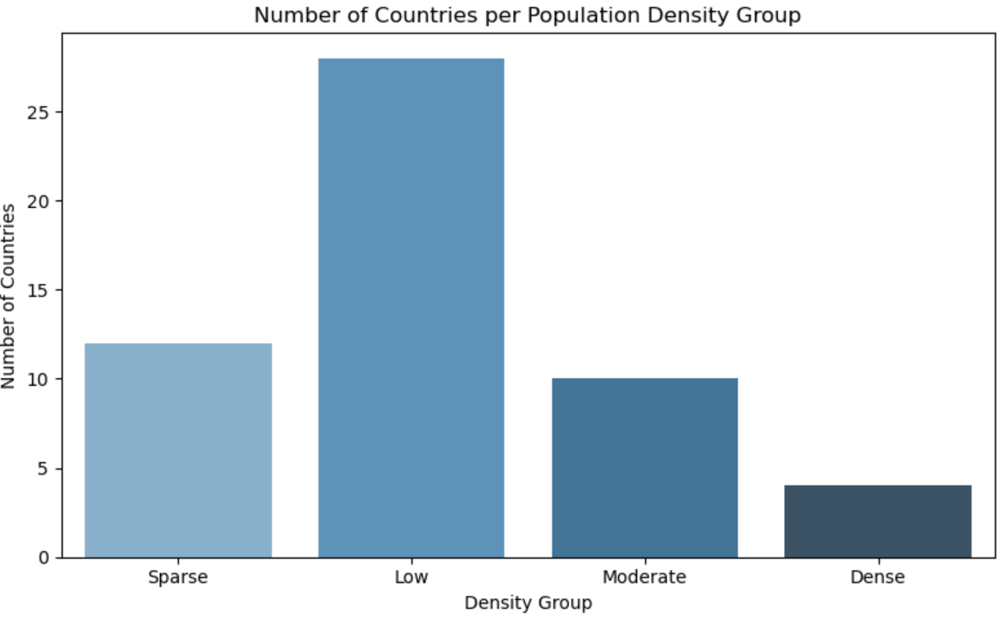 Number of Countries per Population Density Group
Number of Countries
25
20
15
10
5
0
Sparse Low Moderate Dense
Density Group